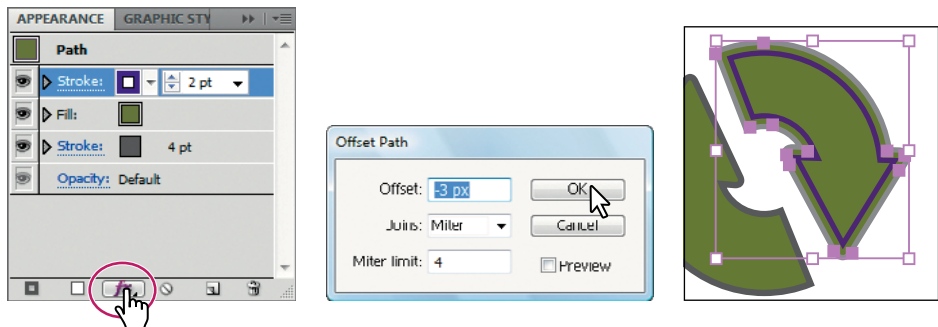 APPEARANCE GRAPHIC STY
Path
Stroke: 2 pt
Fill:
Stroke: 4 pt
Opacity: Default
fx
Offset Path
Offset: -3 px OK
Joins: Miter Cancel
Miter limit: 4 Preview